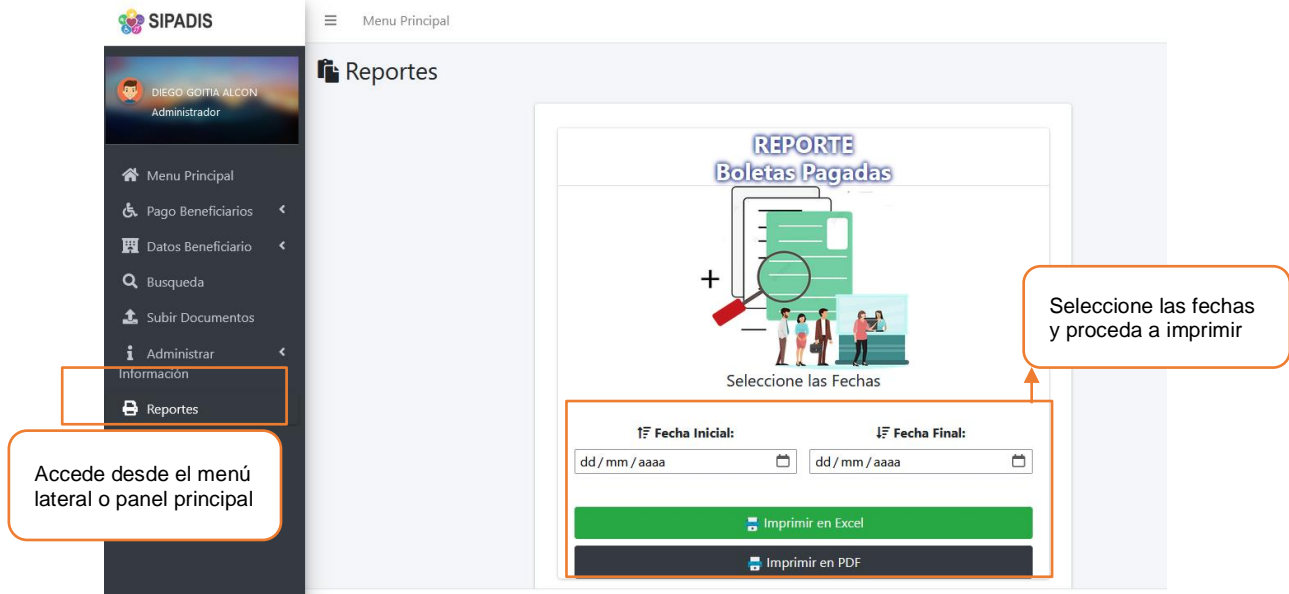 SIPADIS
Menu Principal
DIEGO GOITIA ALCON
Administrador
Menu Principal
Pago Beneficiarios
Datos Beneficiario
Busqueda
Subir Documentos
Administrar
Información
Reportes
Accede desde el menú
lateral o panel principal
Reportes
REPORTE
Boletas Pagadas
Seleccione las Fechas
Fecha Inicial:
Fecha Final:
dd/mm/aaaa
dd/mm/aaaa
Imprimir en Excel
Imprimir en PDF
Seleccione las fechas
y proceda a imprimir